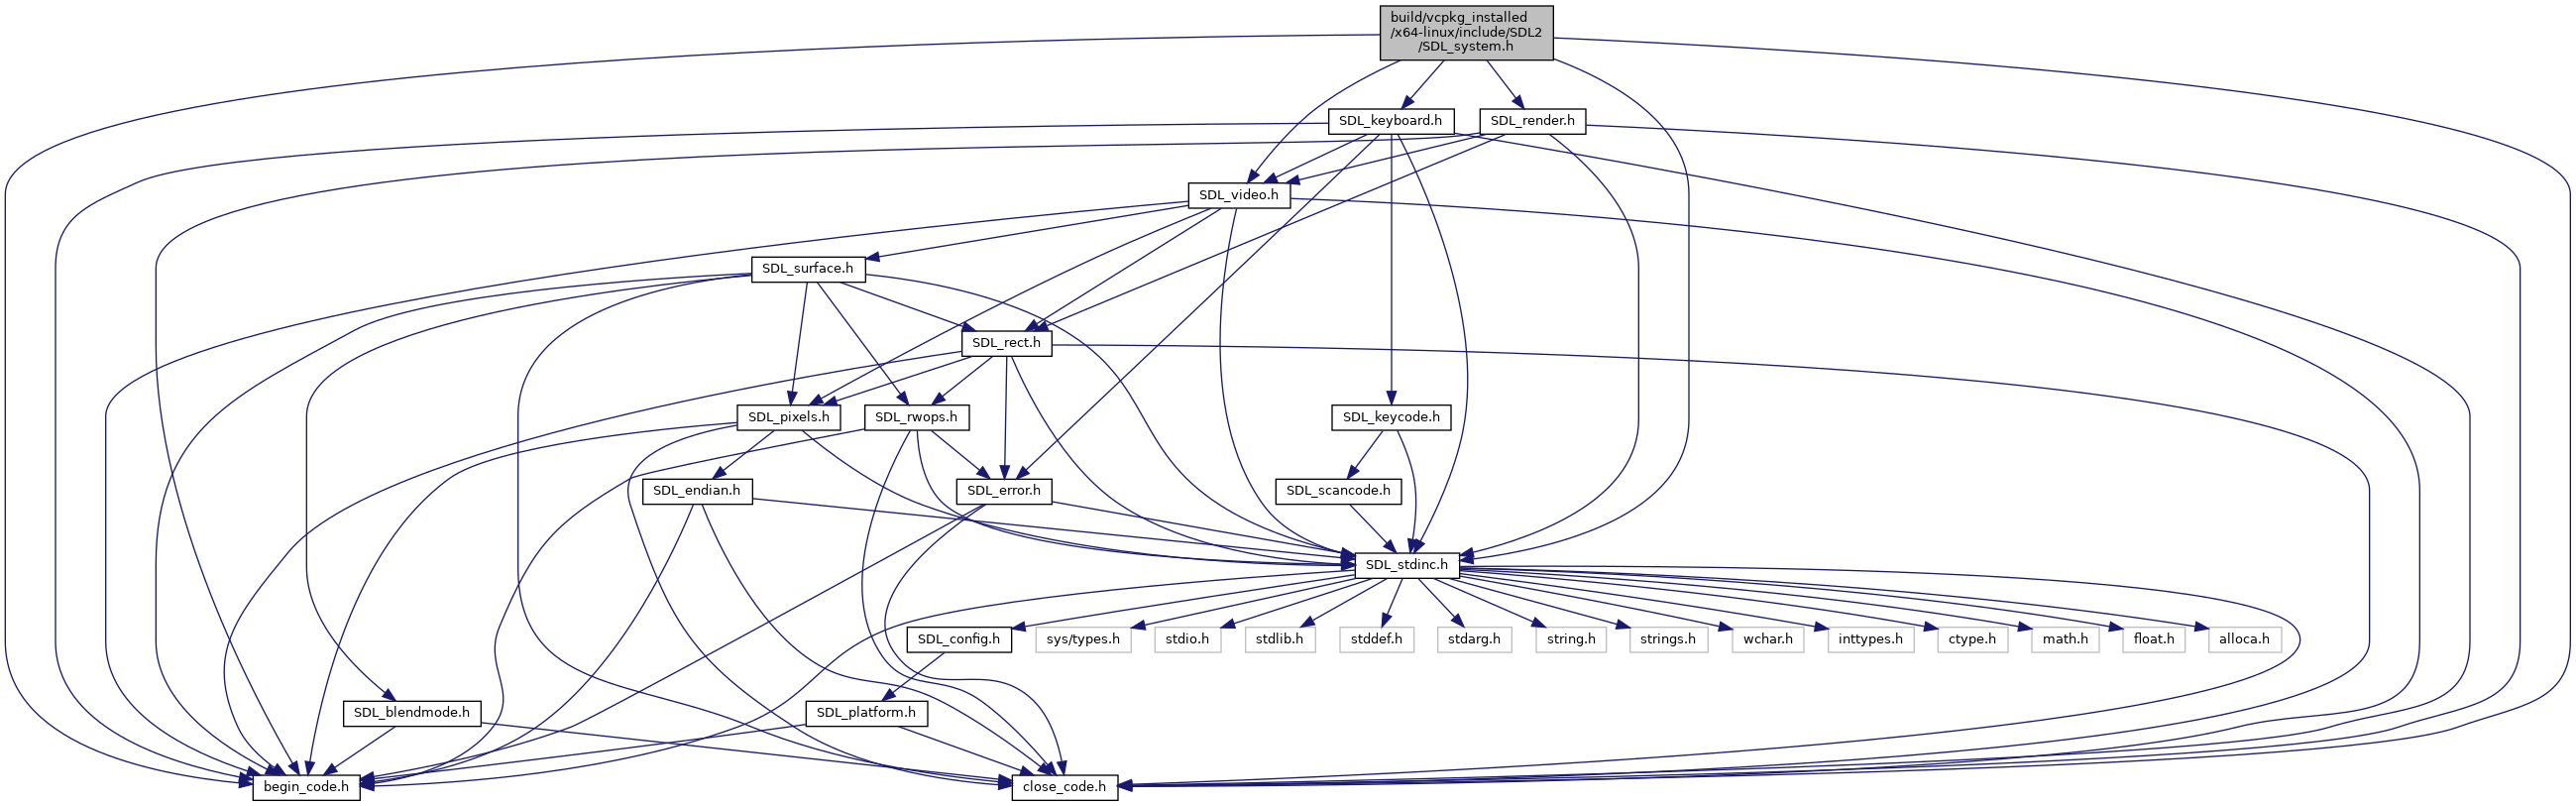 build/vcpkg_installed
/x64-linux/include/SDL2
/SDL_system.h
SDL_keyboard.h
SDL_render.h
SDL_video.h
SDL_surface.h
SDL_rect.h
SDL_pixels.h
SDL_rwops.h
SDL_keycode.h
SDL_endian.h
SDL_error.h
SDL_scancode.h
SDL_stdinc.h
SDL_config.h
sys/types.h
stdio.h
stdlib.h
stddef.h
stdarg.h
string.h
strings.h
wchar.h
inttypes.h
ctype.h
math.h
float.h
alloca.h
SDL_blendmode.h
SDL_platform.h
begin_code.h
close_code.h